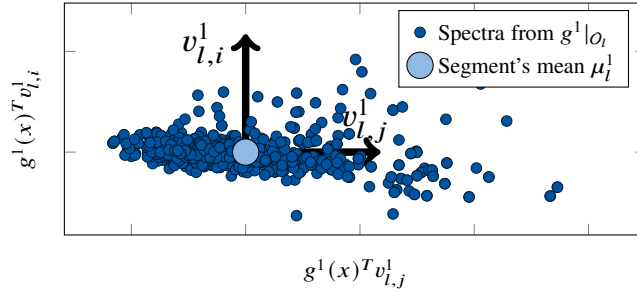 Spectra from g^1|_{O_l}
Segment's mean μ_l^1
v_{l,i}^1
v_{l,j}^1
g^1(x)^T v_{l,i}^1
g^1(x)^T v_{l,j}^1